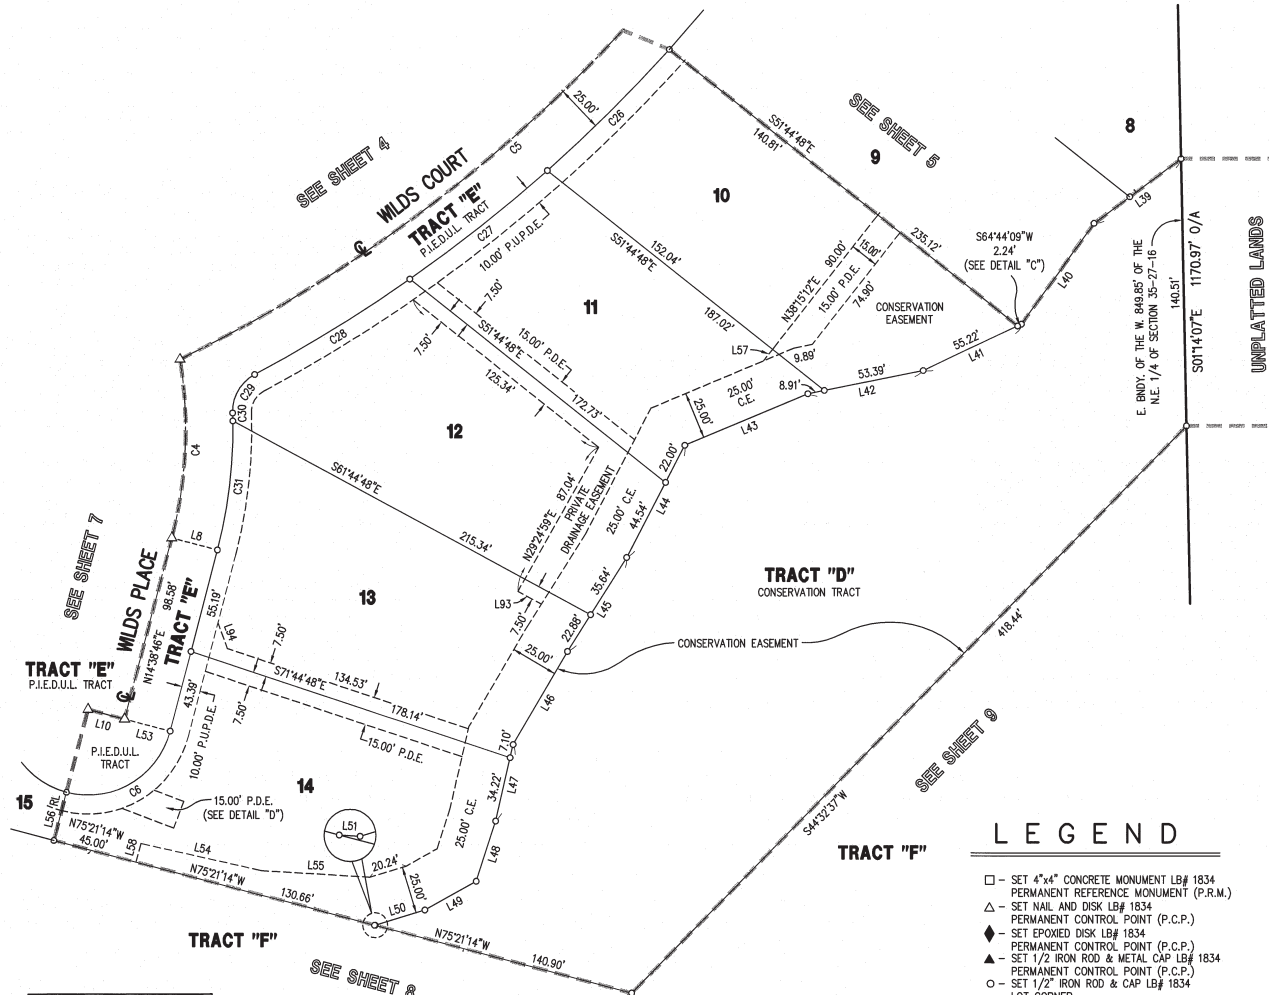 SEE SHEET 4
WILDS COURT
TRACT "E"
P.I.E.D.U.L. TRACT
25.00'
C5
C26
C27
10.00' P.U.P.D.E.
7.50'
S51°44'48"E
140.81'
SEE SHEET 5
8
9
10
11
12
13
14
15
S51°44'48"E
152.04'
187.02'
N38°15'12"E 90.00'
15.00'
15.00' P.D.E.
74.90'
235.12'
S64°44'09"W
2.24'
(SEE DETAIL "C")
CONSERVATION
EASEMENT
L39
L40
E. BNDY. OF THE W. 849.85' OF THE
N.E. 1/4 OF SECTION 35-27-16
140.51'
S01°14'07"E 1170.97' O/A
UNPLATTED LANDS
L57
9.89'
8.91'
55.22'
L41
53.39'
L42
25.00'
C.E.
25.00'
L43
C28
C29
C30
C31
C4
7.50'
S51°44'48"E
15.00' P.D.E.
125.34'
172.73'
22.00'
L44
25.00' C.E.
44.54'
S61°44'48"E
215.34'
N29°24'59"E 87.04'
PRIVATE
DRAINAGE EASEMENT
35.64'
L45
L93
7.50'
22.88'
25.00'
L46
SEE SHEET 7
L8
WILDS PLACE
N14°38'46"E 98.58'
TRACT "E"
55.19'
L94
7.50'
S71°44'48"E
134.53'
178.14'
7.50'
15.00' P.D.E.
7.10'
34.22'
L47
TRACT "E"
P.I.E.D.U.L. TRACT
43.39'
10.00' P.U.P.D.E.
L10
L53
P.I.E.D.U.L.
TRACT
C6
15.00' P.D.E.
(SEE DETAIL "D")
L56
RL
N75°21'14"W
45.00'
L58
L54
L55
L51
20.24'
25.00'
25.00' C.E.
L48
L49
L50
N75°21'14"W
130.66'
N75°21'14"W
140.90'
TRACT "F"
SEE SHEET 8
TRACT "D"
CONSERVATION TRACT
CONSERVATION EASEMENT
418.44'
S44°32'37"W
SEE SHEET 9
TRACT "F"
LEGEND
□ – SET 4"x4" CONCRETE MONUMENT LB# 1834
PERMANENT REFERENCE MONUMENT (P.R.M.)
△ – SET NAIL AND DISK LB# 1834
PERMANENT CONTROL POINT (P.C.P.)
♦ – SET EPOXIED DISK LB# 1834
PERMANENT CONTROL POINT (P.C.P.)
▲ – SET 1/2 IRON ROD & METAL CAP LB# 1834
PERMANENT CONTROL POINT (P.C.P.)
○ – SET 1/2" IRON ROD & CAP LB# 1834
LOT CORNER